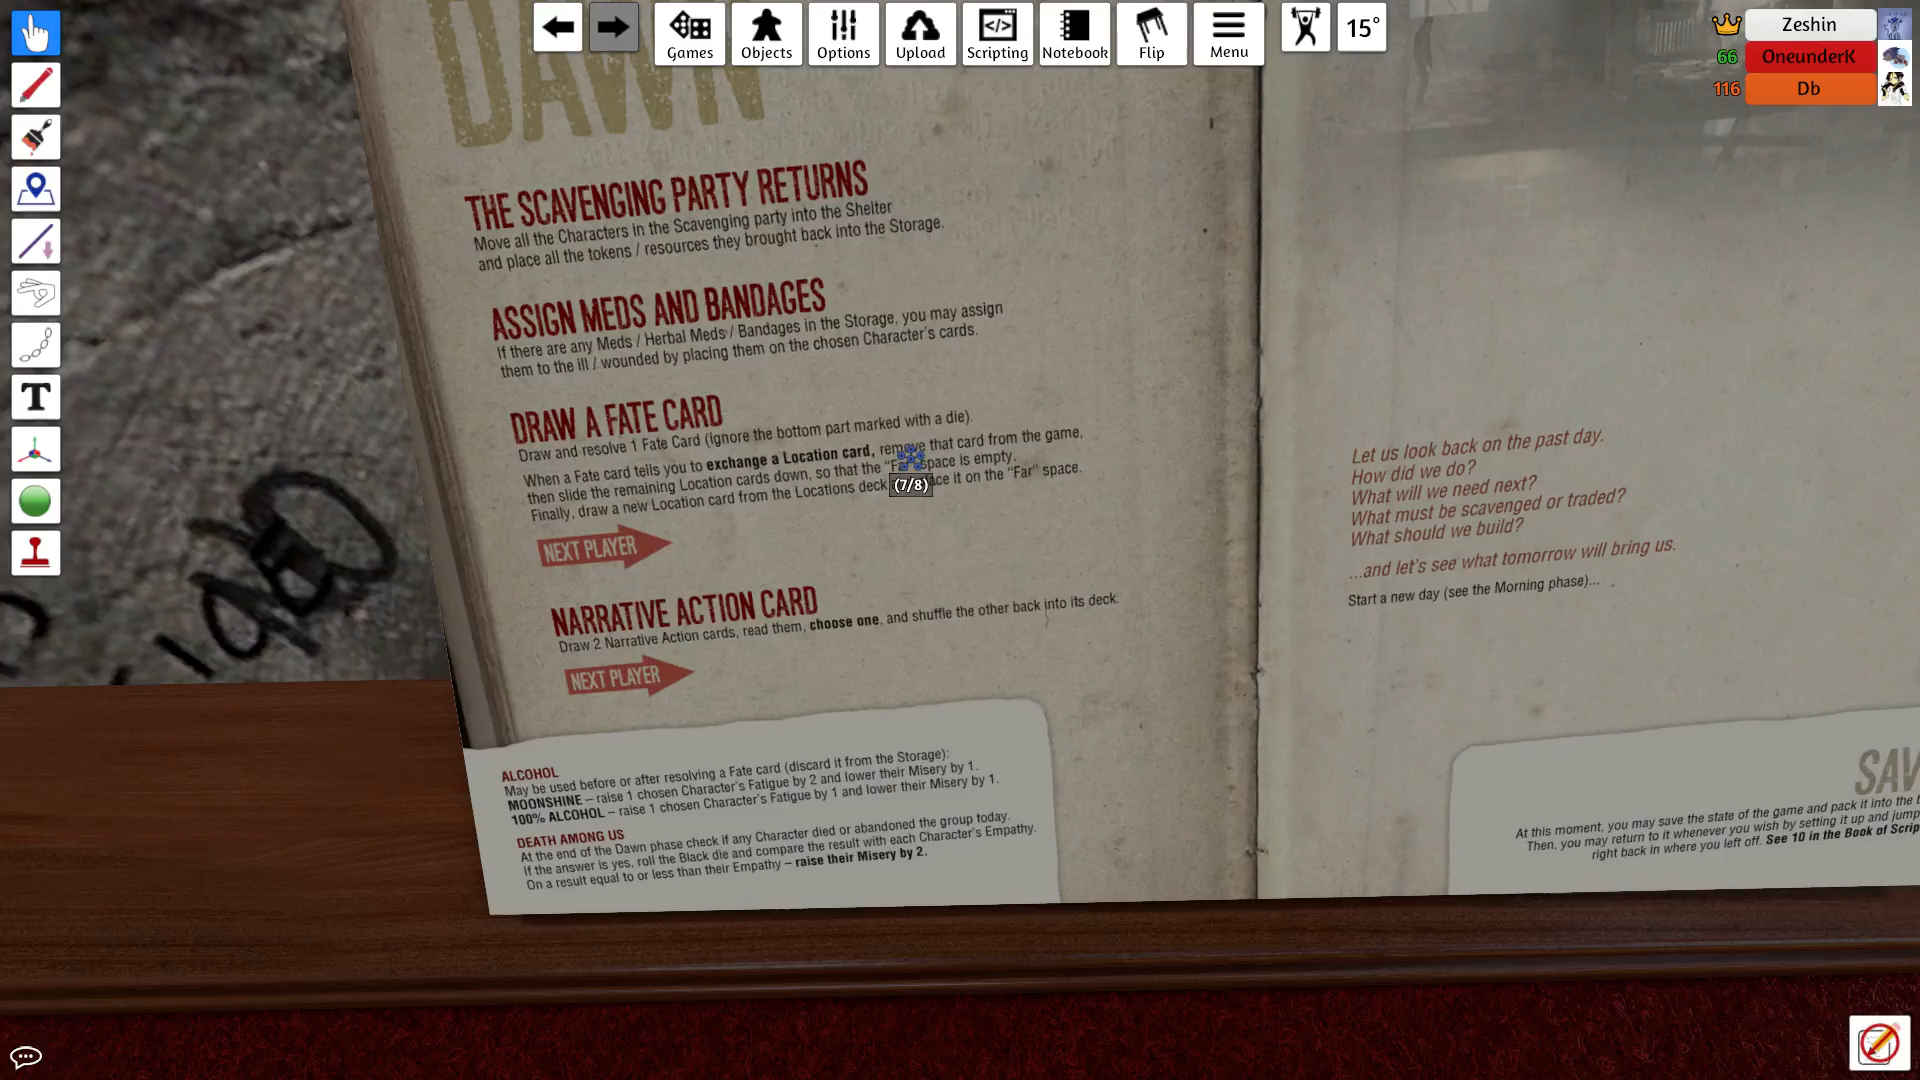 Games
Objects
Options
Upload
Scripting
Notebook
Flip
Menu
15°
Zeshin
66
OneunderK
116
Db
DAWN
THE SCAVENGING PARTY RETURNS
Move all the Characters in the Scavenging party into the Shelter
and place all the tokens / resources they brought back into the Storage.
ASSIGN MEDS AND BANDAGES
If there are any Meds / Herbal Meds / Bandages in the Storage, you may assign
them to the ill / wounded by placing them on the chosen Character's cards.
DRAW A FATE CARD
Draw and resolve 1 Fate Card (ignore the bottom part marked with a die).
When a Fate card tells you to exchange a Location card, remove that card from the game,
then slide the remaining Location cards down, so that the "Far" space is empty.
Finally, draw a new Location card from the Locations deck it on the "Far" space.
(7/8)
NEXT PLAYER
NARRATIVE ACTION CARD
Draw 2 Narrative Action cards, read them, choose one, and shuffle the other back into its deck.
NEXT PLAYER
ALCOHOL
May be used before or after resolving a Fate card (discard it from the Storage):
MOONSHINE – raise 1 chosen Character's Fatigue by 2 and lower their Misery by 1.
100% ALCOHOL – raise 1 chosen Character's Fatigue by 1 and lower their Misery by 1.
DEATH AMONG US
At the end of the Dawn phase check if any Character died or abandoned the group today.
If the answer is yes, roll the Black die and compare the result with each Character's Empathy.
On a result equal to or less than their Empathy – raise their Misery by 2.
Let us look back on the past day.
How did we do?
What will we need next?
What must be scavenged or traded?
What should we build?
...and let's see what tomorrow will bring us.
Start a new day (see the Morning phase)...
SAV
At this moment, you may save the state of the game and pack it into the b
Then, you may return to it whenever you wish by setting it up and jump
right back in where you left off. See 10 in the Book of Scrip